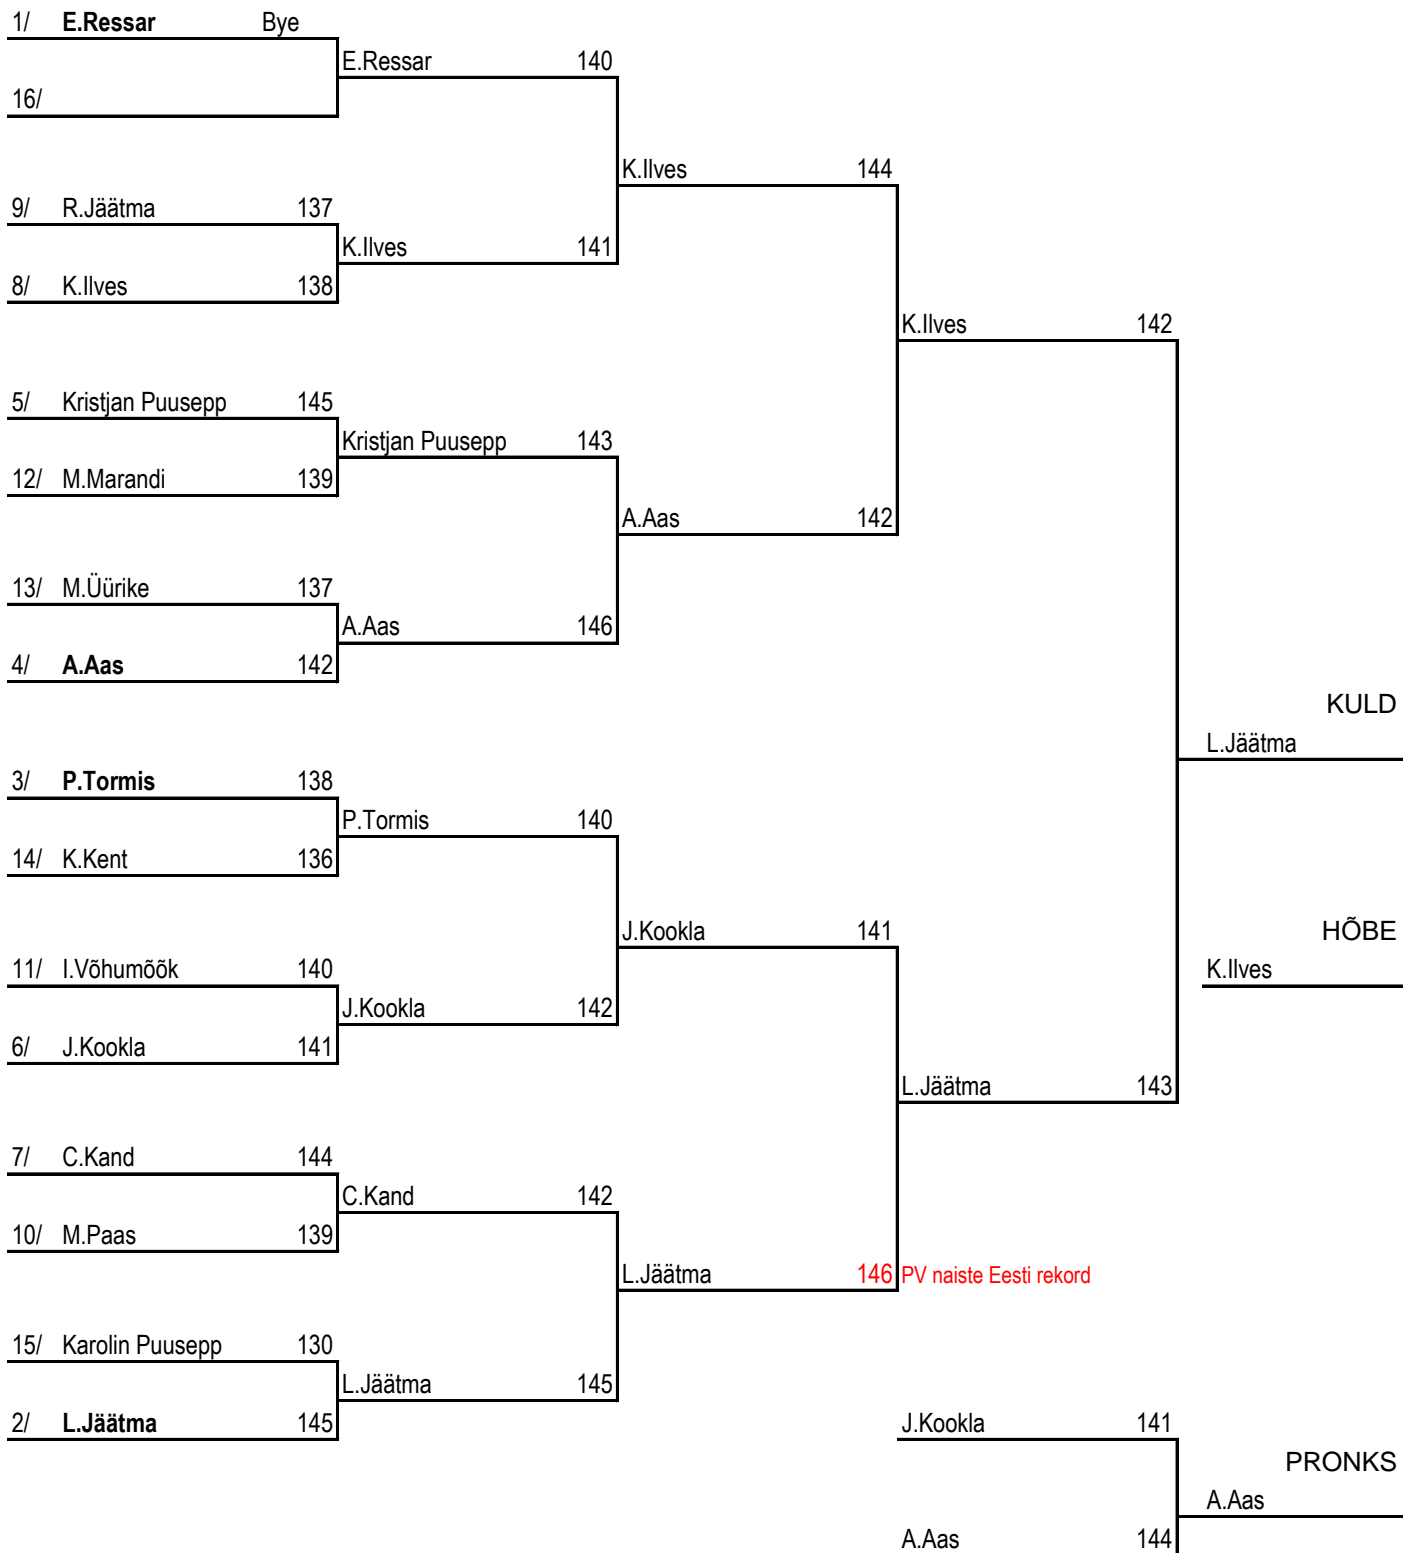 1/ E.Ressar Bye
E.Ressar 140
16/
K.Ilves 144
9/ R.Jäätma 137
K.Ilves 141
8/ K.Ilves 138
K.Ilves 142
5/ Kristjan Puusepp 145
Kristjan Puusepp 143
12/ M.Marandi 139
A.Aas 142
13/ M.Üürike 137
A.Aas 146
4/ A.Aas 142
KULD
L.Jäätma
3/ P.Tormis 138
P.Tormis 140
14/ K.Kent 136
J.Kookla 141
HÕBE
11/ I.Võhumõõk 140
K.Ilves
J.Kookla 142
6/ J.Kookla 141
L.Jäätma 143
7/ C.Kand 144
C.Kand 142
10/ M.Paas 139
L.Jäätma 146 PV naiste Eesti rekord
15/ Karolin Puusepp 130
L.Jäätma 145
2/ L.Jäätma 145
J.Kookla 141
PRONKS
A.Aas
A.Aas 144